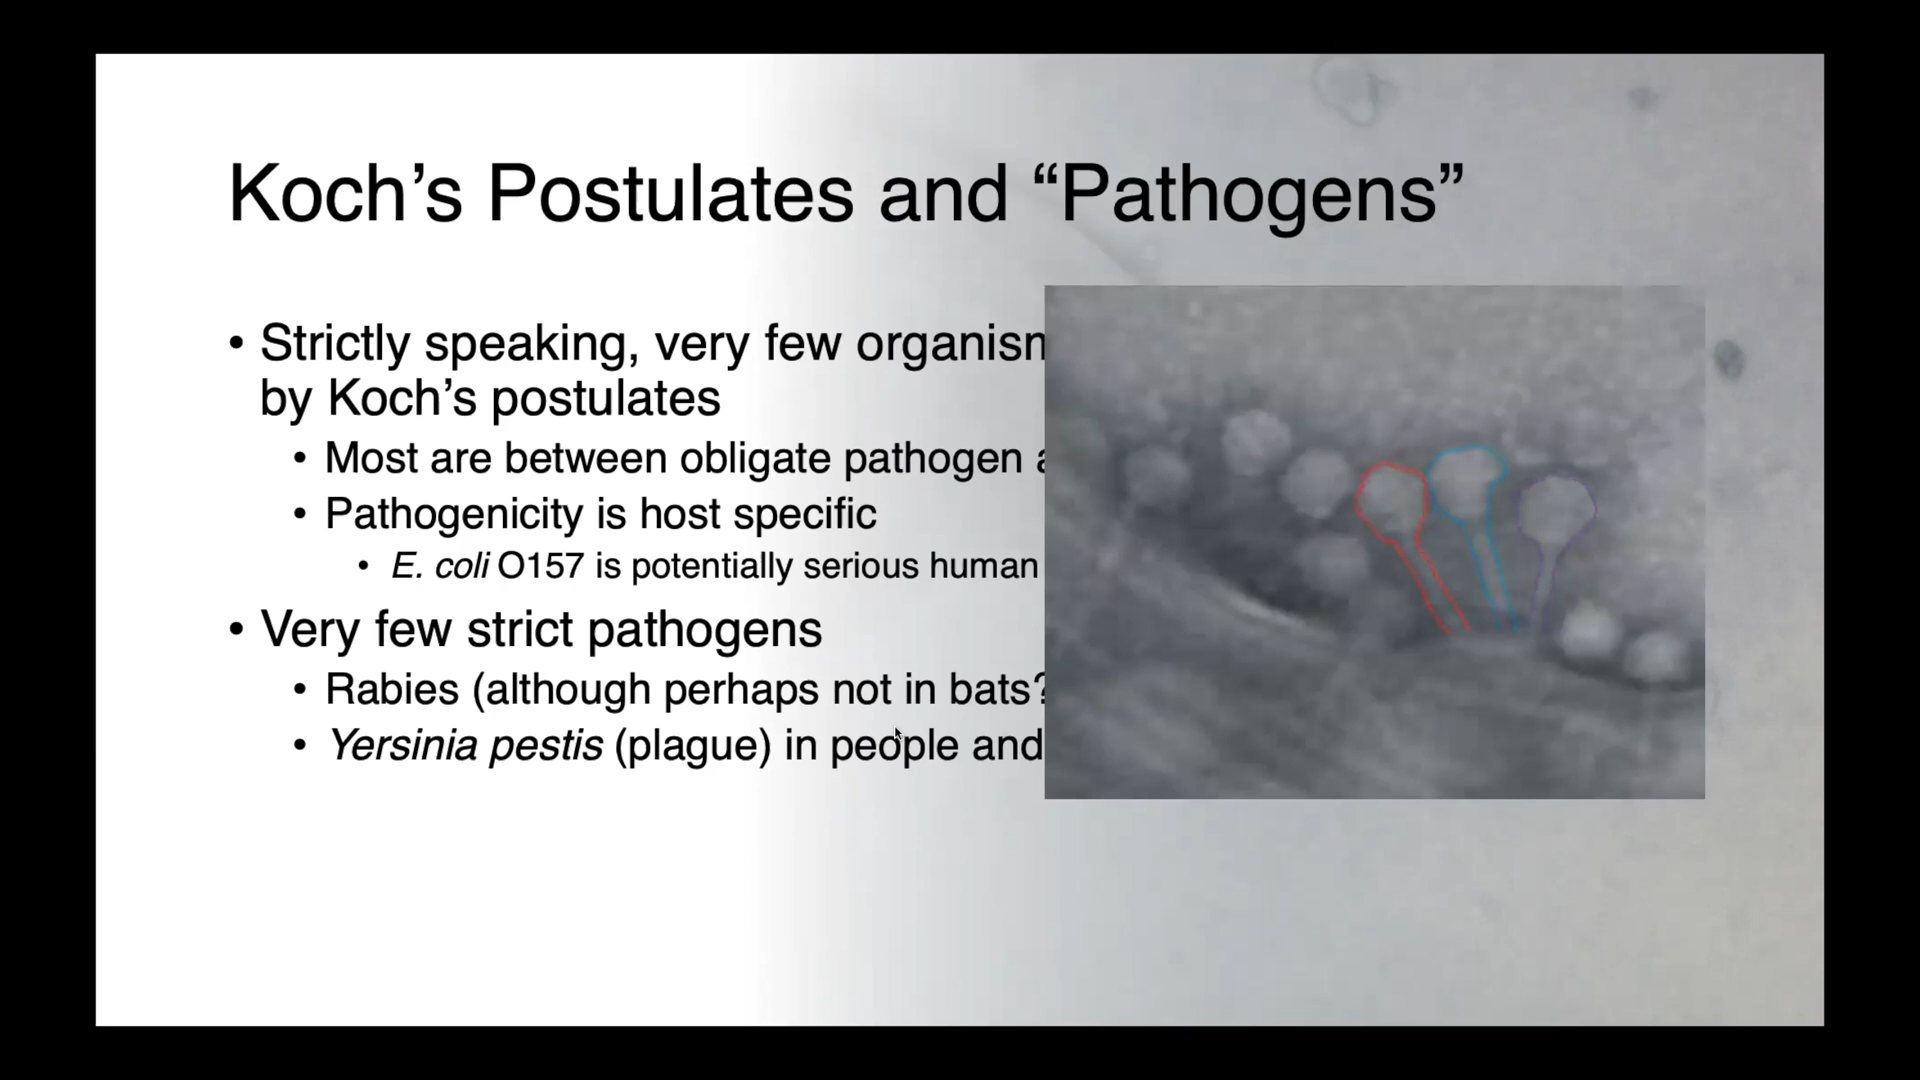 Koch’s Postulates and “Pathogens”
• Strictly speaking, very few
by Koch’s postulates
• Most are between obligate pathogen
• Pathogenicity is host specific
• E. coli O157 is potentially serious human
• Very few strict pathogens
• Rabies (although perhaps not in bats?
• Yersinia pestis (plague) in people and